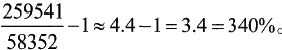 259541/58352 − 1 ≈ 4.4 − 1 = 3.4 = 340%。